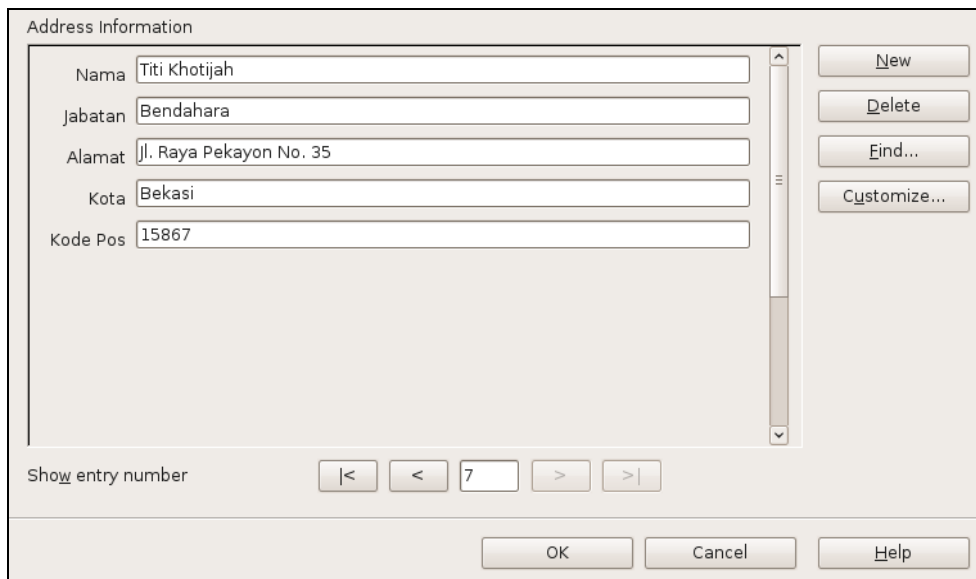 Address Information
Nama Titi Khotijah
Jabatan Bendahara
Alamat Jl. Raya Pekayon No. 35
Kota Bekasi
Kode Pos 15867
New
Delete
Find...
Customize...
Show entry number |< < 7 > >|
OK Cancel Help